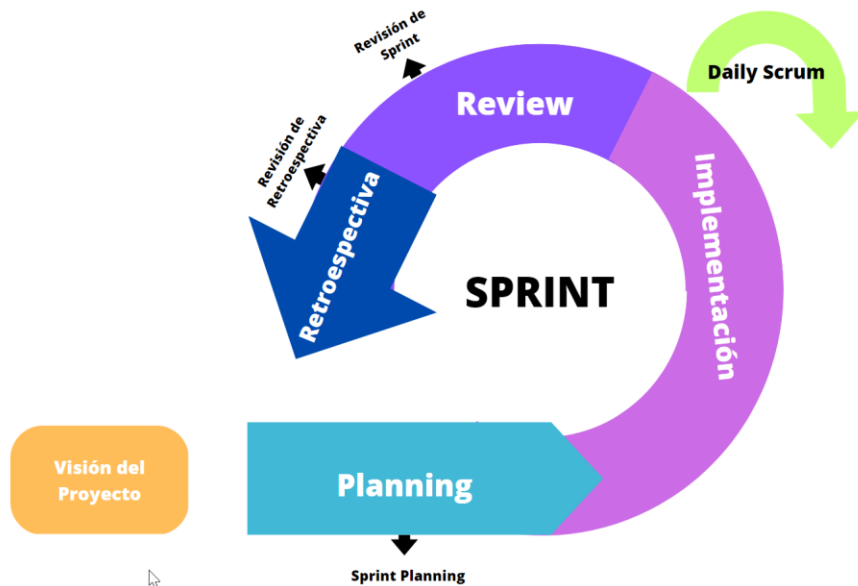 Revisión de
Sprint
Daily Scrum
Review
Revisión de
Retroespectiva
Implementación
Retroespectiva
SPRINT
Visión del
Proyecto
Planning
Sprint Planning